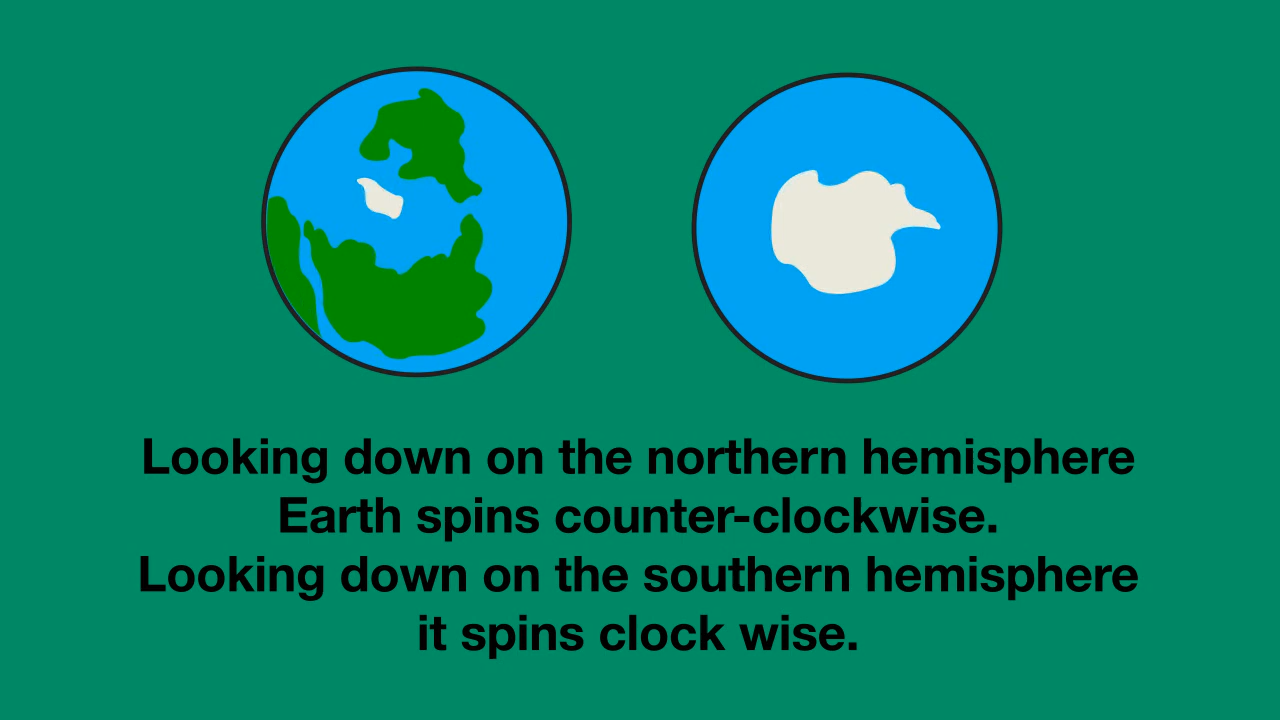 Looking down on the northern hemisphere
Earth spins counter-clockwise.
Looking down on the southern hemisphere
it spins clock wise.